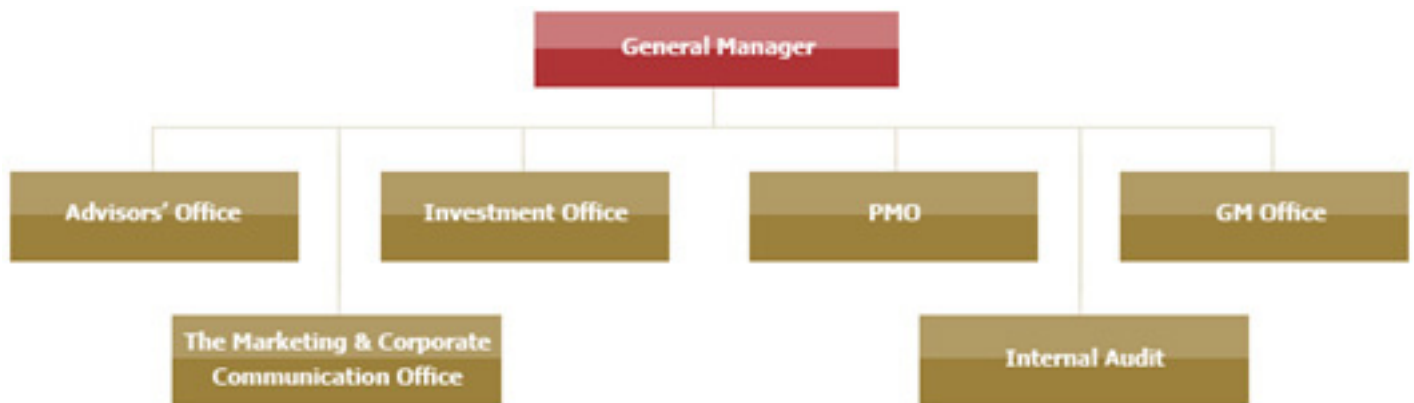 General Manager
Advisors’ Office
Investment Office
PMO
GM Office
The Marketing & Corporate
Communication Office
Internal Audit